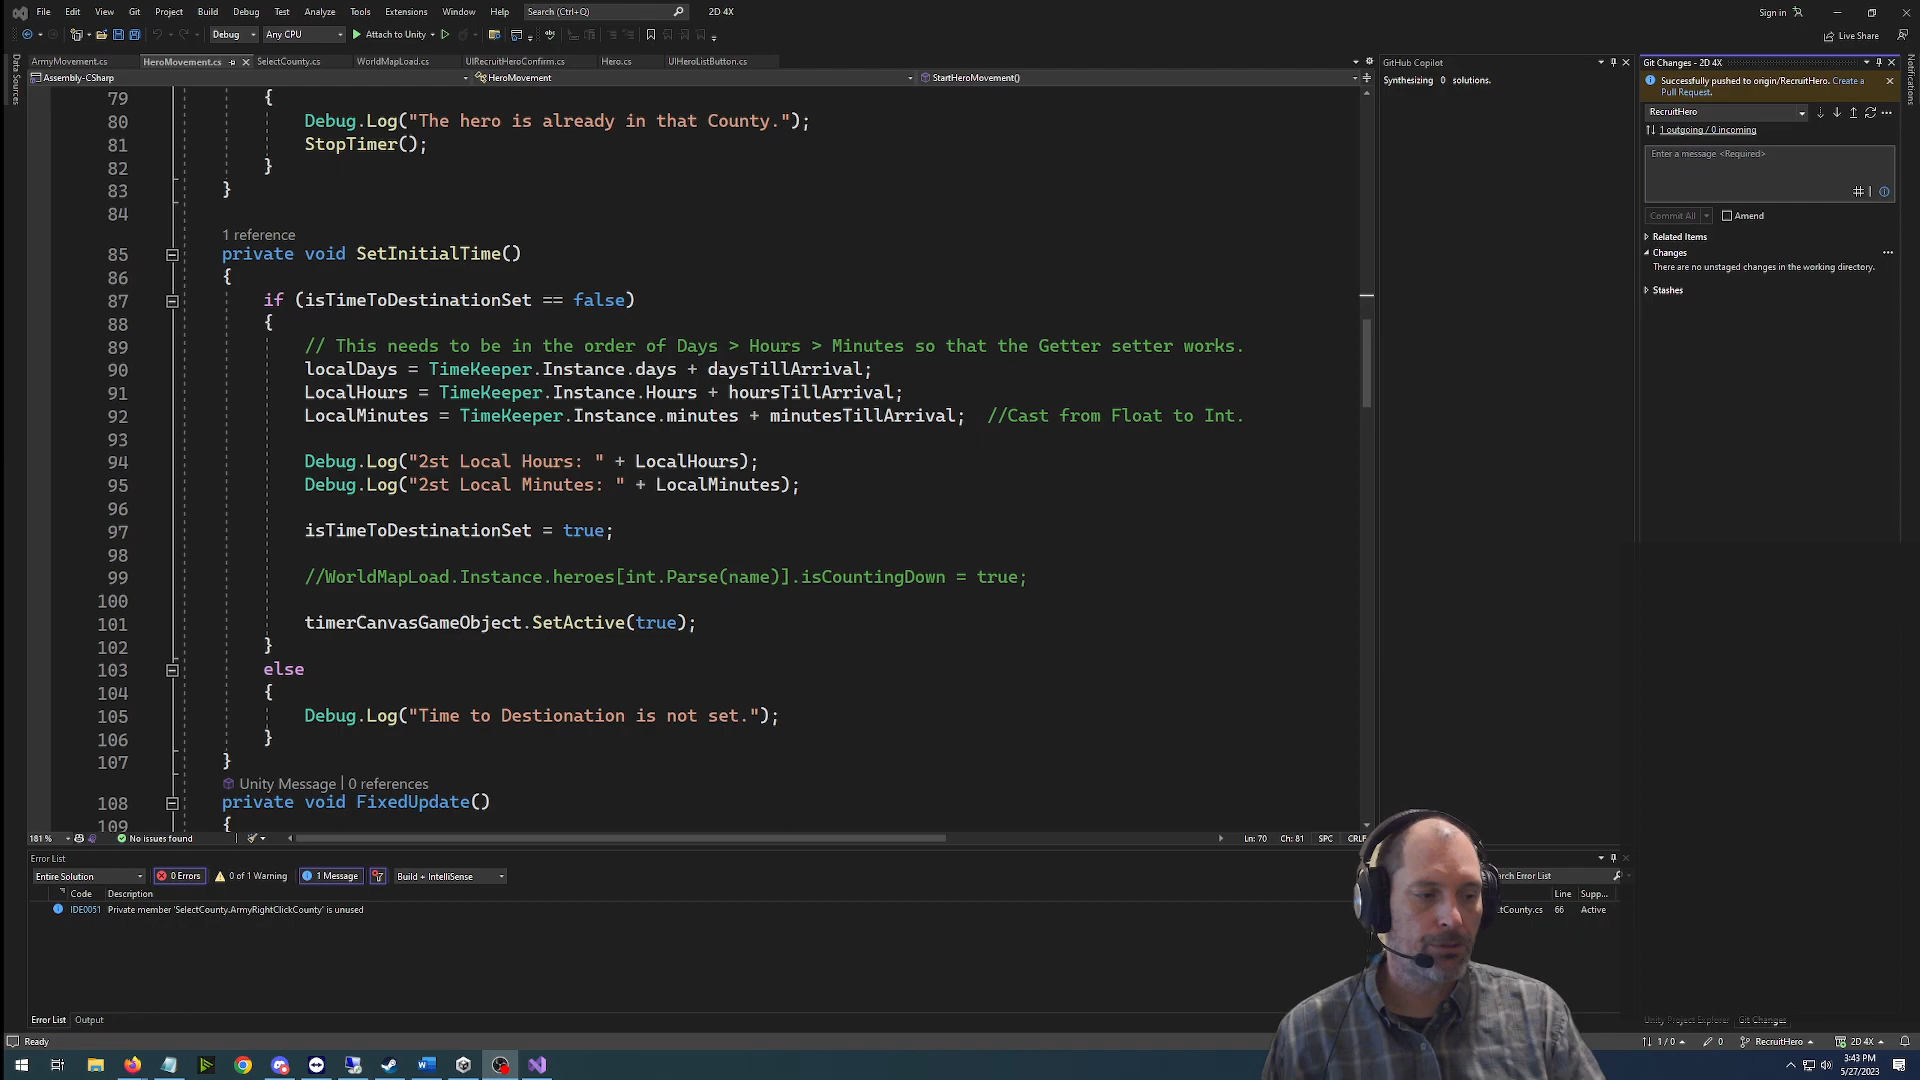 File Edit View Git Project Build Debug Test Analyze Tools Extensions Window Help Search (Ctrl+Q) 2D 4X Sign in
Debug Any CPU Attach to Unity Live Share
Data Sources
ArmyMovement.cs HeroMovement.cs SelectCounty.cs WorldMapLoad.cs UIRecruitHeroConfirm.cs Hero.cs UIHeroListButton.cs
Assembly-CSharp HeroMovement StartHeroMovement()
79 {
80 Debug.Log("The hero is already in that County.");
81 StopTimer();
82 }
83 }
84
1 reference
85 private void SetInitialTime()
86 {
87 if (isTimeToDestinationSet == false)
88 {
89 // This needs to be in the order of Days > Hours > Minutes so that the Getter setter works.
90 localDays = TimeKeeper.Instance.days + daysTillArrival;
91 LocalHours = TimeKeeper.Instance.Hours + hoursTillArrival;
92 LocalMinutes = TimeKeeper.Instance.minutes + minutesTillArrival; //Cast from Float to Int.
93
94 Debug.Log("2st Local Hours: " + LocalHours);
95 Debug.Log("2st Local Minutes: " + LocalMinutes);
96
97 isTimeToDestinationSet = true;
98
99 //WorldMapLoad.Instance.heroes[int.Parse(name)].isCountingDown = true;
100
101 timerCanvasGameObject.SetActive(true);
102 }
103 else
104 {
105 Debug.Log("Time to Destionation is not set.");
106 }
107 }
Unity Message | 0 references
108 private void FixedUpdate()
109 {
181 % No issues found Ln: 70 Ch: 81 SPC CRLF
GitHub Copilot
Synthesizing 0 solutions.
Git Changes - 2D 4X
Successfully pushed to origin/RecruitHero. Create a
Pull Request.
RecruitHero
1 outgoing / 0 incoming
Enter a message <Required>
Commit All Amend
Related Items
Changes
There are no unstaged changes in the working directory.
Stashes
Notifications
Error List
Entire Solution 0 Errors 0 of 1 Warning 1 Message Build + IntelliSense arch Error List
Code Description Line Supp...
IDE0051 Private member 'SelectCounty.ArmyRightClickCounty' is unused ctCounty.cs 66 Active
Error List Output
Unity Project Explorer Git Changes
Ready 1 / 0 0 RecruitHero 2D 4X
3:43 PM
5/27/2023